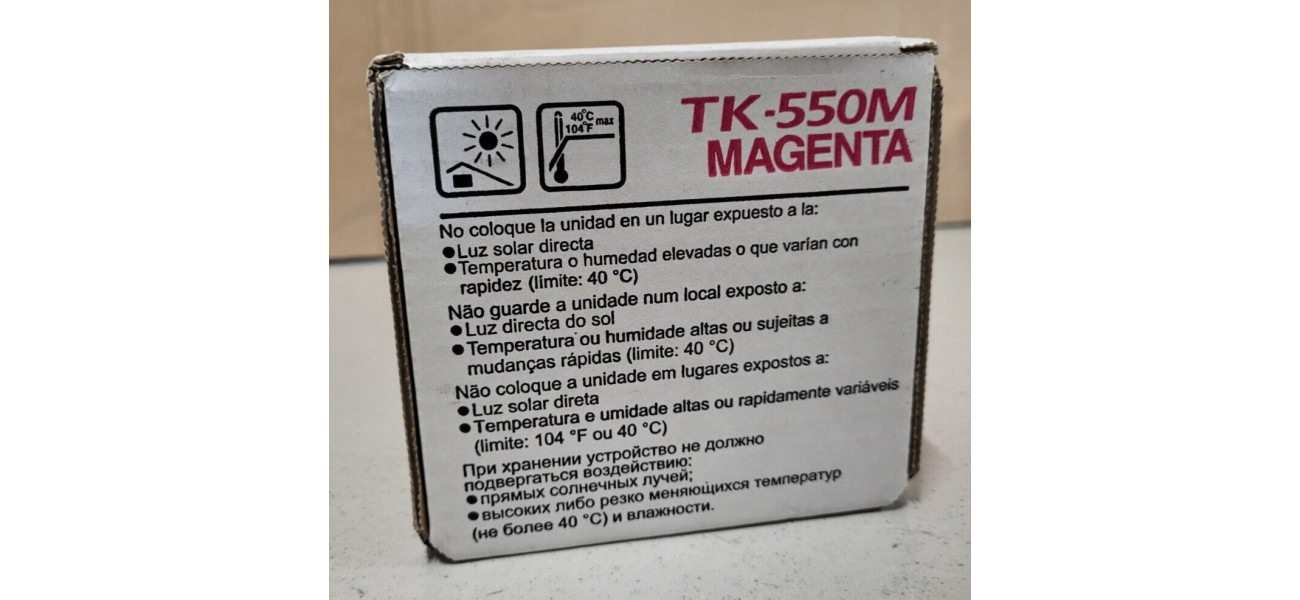 40°C max
104°F
TK-550M
MAGENTA
No coloque la unidad en un lugar expuesto a la:
●Luz solar directa
●Temperatura o humedad elevadas o que varían con
rapidez (limite: 40 °C)
Não guarde a unidade num local exposto a:
●Luz directa do sol
●Temperatura ou humidade altas ou sujeitas a
mudanças rápidas (limite: 40 °C)
Não coloque a unidade em lugares expostos a:
●Luz solar direta
●Temperatura e umidade altas ou rapidamente variáveis
(limite: 104 °F ou 40 °C)
При хранении устройство не должно
подвергаться воздействию:
●прямых солнечных лучей;
●высоких либо резко меняющихся температур
(не более 40 °C) и влажности.